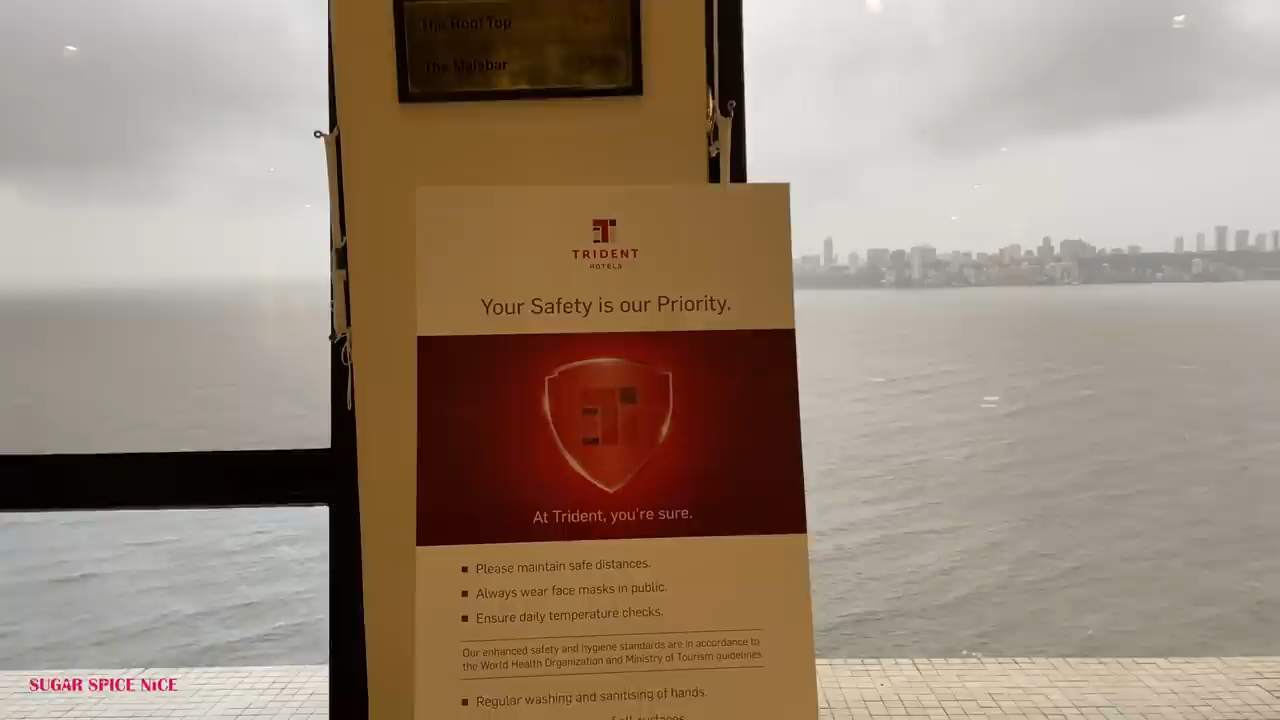 The Roof Top
The Malabar
TRIDENT
HOTELS
Your Safety is our Priority.
At Trident, you're sure.
▪ Please maintain safe distances.
▪ Always wear face masks in public.
▪ Ensure daily temperature checks.
Our enhanced safety and hygiene standards are in accordance to
the World Health Organization and Ministry of Tourism guidelines.
▪ Regular washing and sanitising of hands.
of all surfaces
SUGAR SPICE NiCE